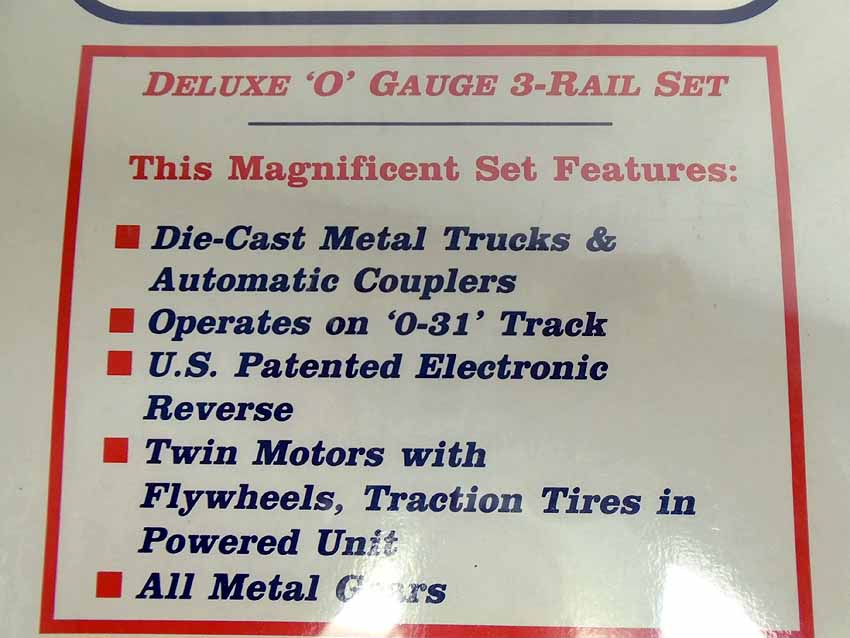 DELUXE ‘O’ GAUGE 3-RAIL SET
This Magnificent Set Features:
■ Die-Cast Metal Trucks &
Automatic Couplers
■ Operates on ‘0-31’ Track
■ U.S. Patented Electronic
Reverse
■ Twin Motors with
Flywheels, Traction Tires in
Powered Unit
■ All Metal Gears